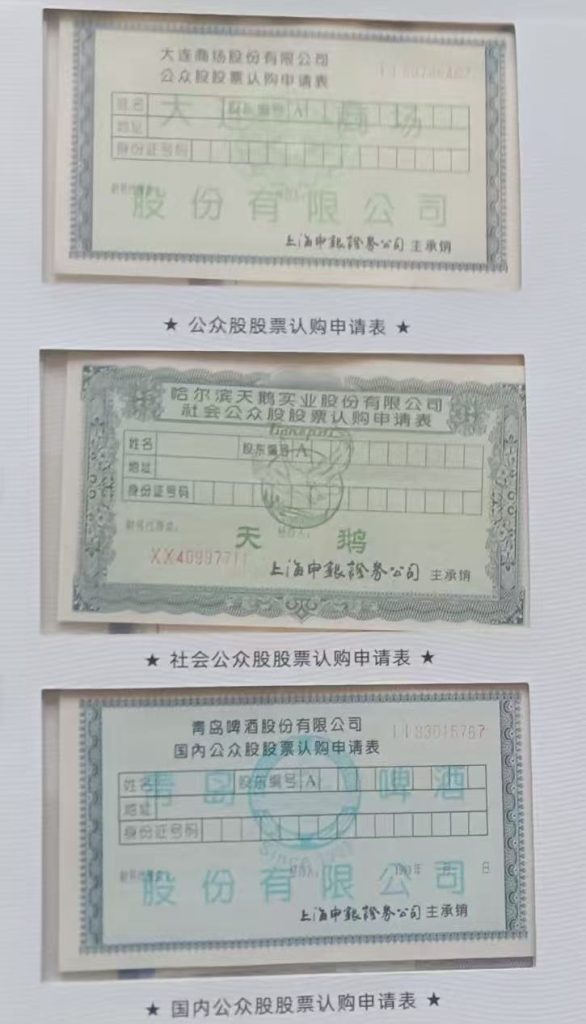 大连商场股份有限公司
公众股股票认购申请表
姓名 股东编号 A
地址
身份证号码
大连商场
股份有限公司
上海申银證券公司 主承销
★ 公众股股票认购申请表 ★
哈尔滨天鹅实业股份有限公司
社会公众股股票认购申请表
姓名 股东编号 A
地址
身份证号码
天鹅
XX40997711
上海申銀證券公司 主承销
★ 社会公众股股票认购申请表 ★
青岛啤酒股份有限公司
国内公众股股票认购申请表
11 93015767
姓名 股东编号 A
地址
身份证号码
青岛啤酒
股份有限公司
上海申銀證券公司 主承销
★ 国内公众股股票认购申请表 ★